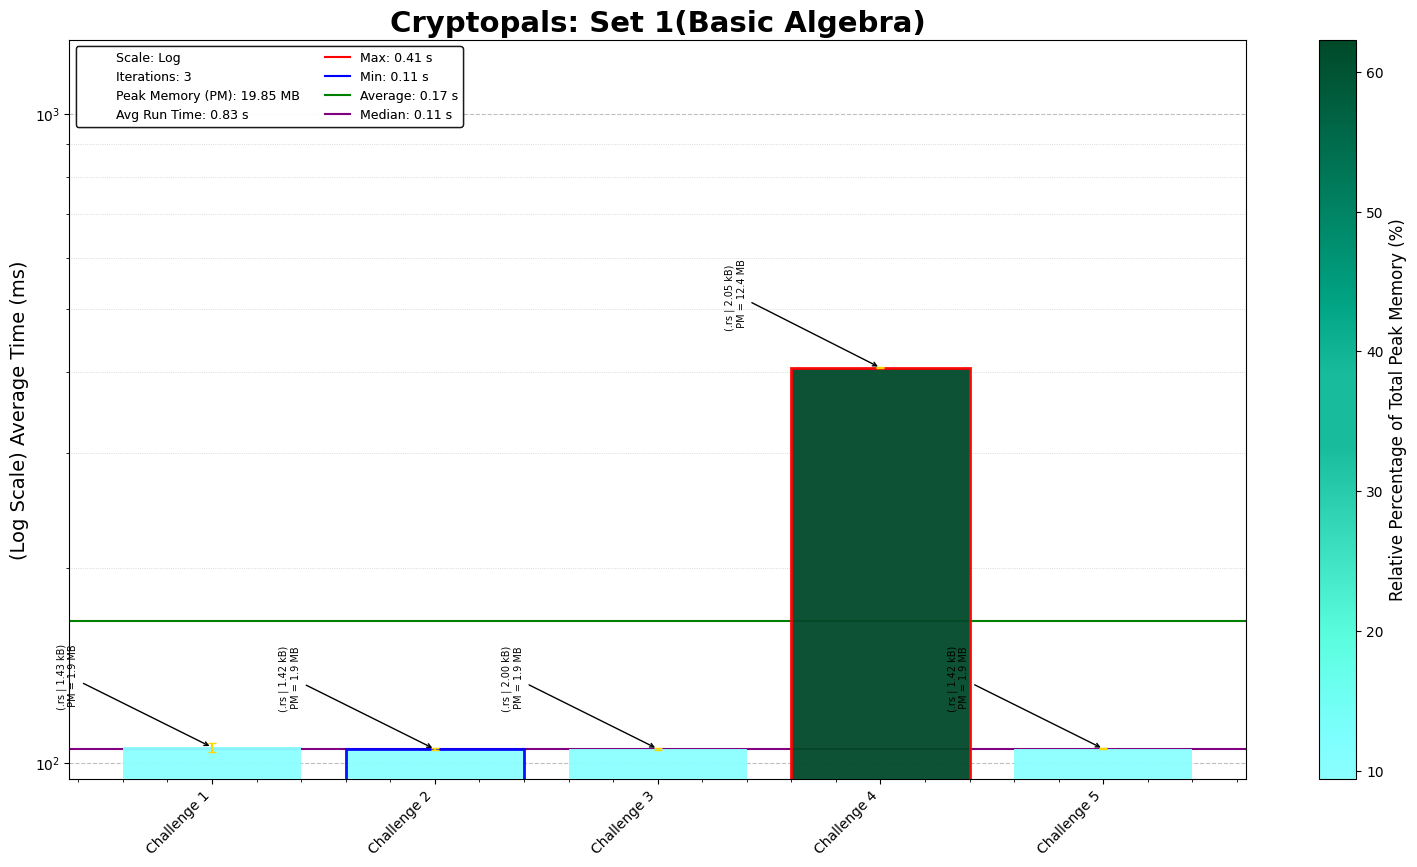 Cryptopals: Set 1(Basic Algebra)
Scale: Log
Iterations: 3
Peak Memory (PM): 19.85 MB
Avg Run Time: 0.83 s
Max: 0.41 s
Min: 0.11 s
Average: 0.17 s
Median: 0.11 s
(Log Scale) Average Time (ms)
10³
10²
(.rs | 1.43 kB)
PM = 1.9 MB
(.rs | 1.42 kB)
PM = 1.9 MB
(.rs | 2.00 kB)
PM = 1.9 MB
(.rs | 2.05 kB)
PM = 12.4 MB
(.rs | 1.42 kB)
PM = 1.9 MB
Challenge 1
Challenge 2
Challenge 3
Challenge 4
Challenge 5
60
50
40
30
20
10
Relative Percentage of Total Peak Memory (%)